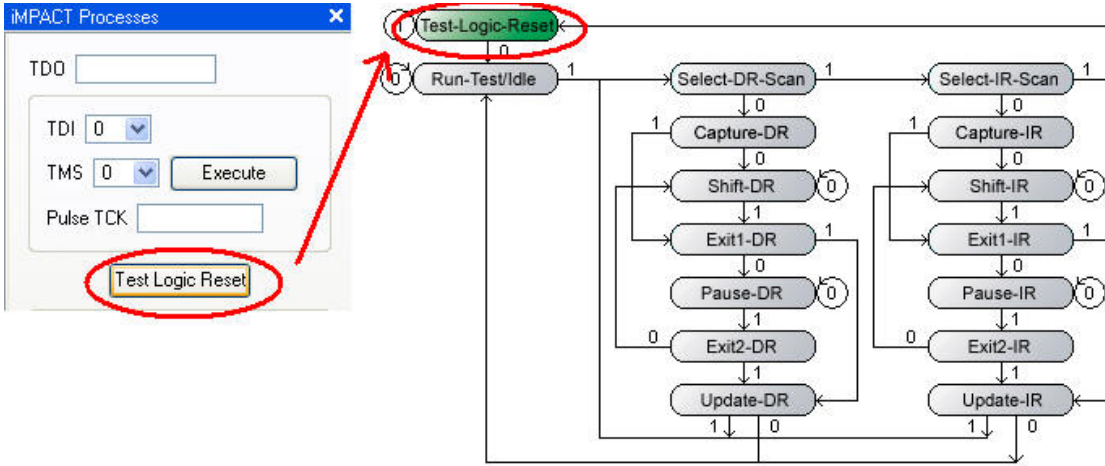 iMPACT Processes
TDO
TDI 0
TMS 0 Execute
Pulse TCK
Test Logic Reset
1 Test-Logic-Reset
0
0 Run-Test/Idle 1 Select-DR-Scan 1 Select-IR-Scan 1
0 0
1 Capture-DR 1 Capture-IR
0 0
Shift-DR 0 Shift-IR 0
1 1
Exit1-DR 1 Exit1-IR 1
0 0
Pause-DR 0 Pause-IR 0
1 1
0 Exit2-DR 0 Exit2-IR
1 1
Update-DR Update-IR
1 0 1 0